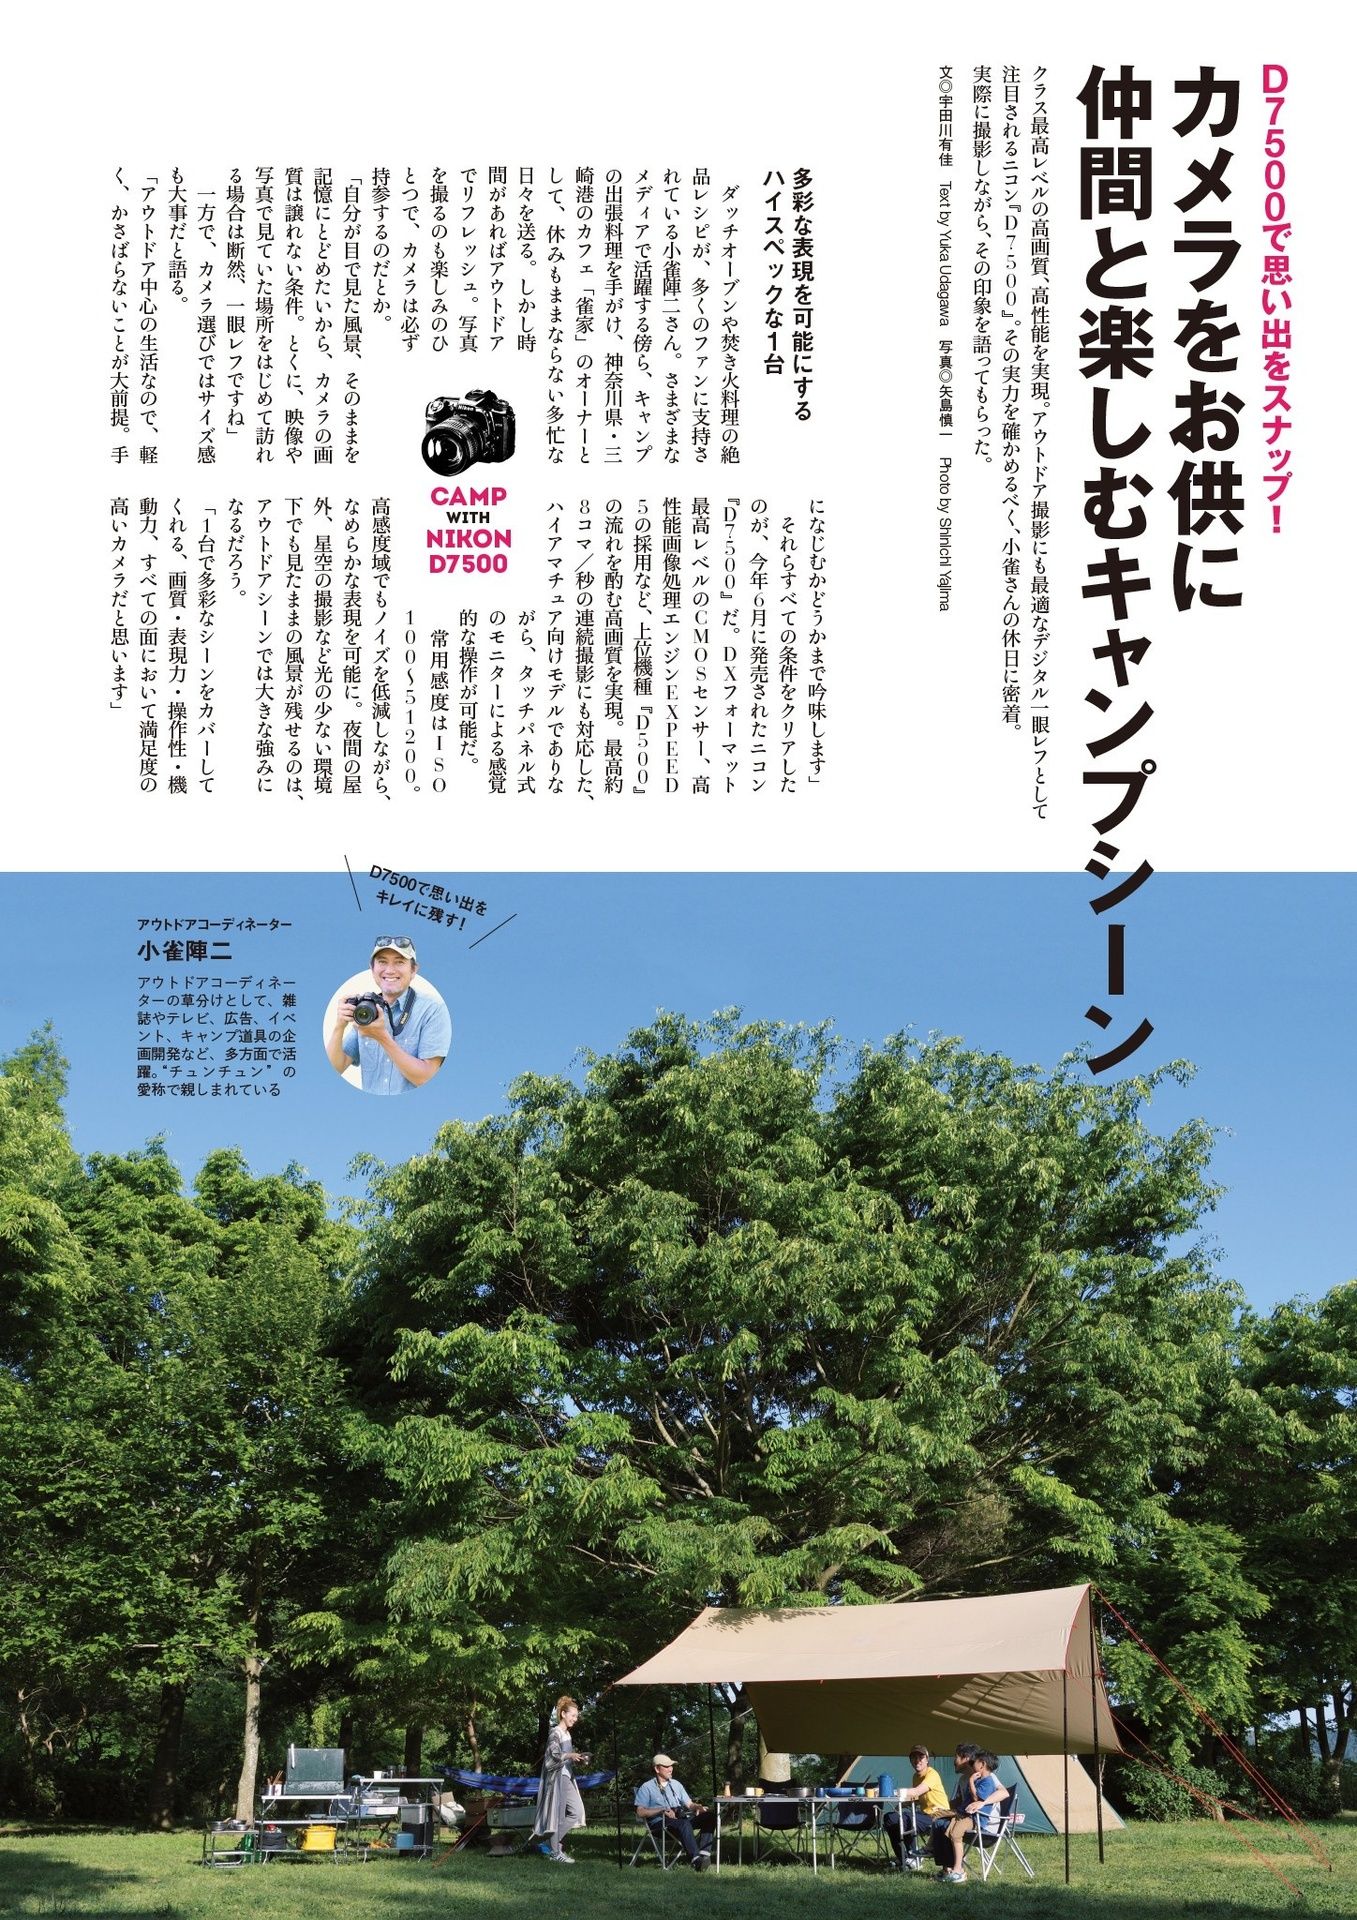 D7500で思い出をスナップ！
カメラをお供に
仲間と楽しむキャンプシーン
クラス最高レベルの高画質、高性能を実現。アウトドア撮影にも最適なデジタル一眼レフとして
注目されるニコン『D7500』。その実力を確かめるべく、小雀さんの休日に密着。
実際に撮影しながら、その印象を語ってもらった。
文◎宇田川有佳 Text by Yuka Udagawa 写真◎矢島慎一 Photo by Shinichi Yajima
多彩な表現を可能にする
ハイスペックな1台
ダッチオーブンや焚き火料理の絶
品レシピが、多くのファンに支持さ
れている小雀陣二さん。さまざまな
メディアで活躍する傍ら、キャンプ
の出張料理を手がけ、神奈川県・三
崎港のカフェ「雀家」のオーナーと
して、休みもままならない多忙な
日々を送る。しかし時
間があればアウトドア
でリフレッシュ。写真
を撮るのも楽しみのひ
とつで、カメラは必ず
持参するのだとか。
「自分が目で見た風景、そのままを
記憶にとどめたいから、カメラの画
質は譲れない条件。とくに、映像や
写真で見ていた場所をはじめて訪れ
る場合は断然、一眼レフですね」
一方で、カメラ選びではサイズ感
も大事だと語る。
「アウトドア中心の生活なので、軽
く、かさばらないことが大前提。手
になじむかどうかまで吟味します」
それらすべての条件をクリアした
のが、今年6月に発売されたニコン
『D7500』だ。DXフォーマット
最高レベルのCMOSセンサー、高
性能画像処理エンジンEXPEED
5の採用など、上位機種『D500』
の流れを酌む高画質を実現。最高約
8コマ／秒の連続撮影にも対応した、
ハイアマチュア向けモデルでありな
がら、タッチパネル式
のモニターによる感覚
的な操作が可能だ。
常用感度はISO
100〜51200。
高感度域でもノイズを低減しながら、
なめらかな表現を可能に。夜間の屋
外、星空の撮影など光の少ない環境
下でも見たままの風景が残せるのは、
アウトドアシーンでは大きな強みに
なるだろう。
「1台で多彩なシーンをカバーして
くれる、画質・表現力・操作性・機
動力、すべての面において満足度の
高いカメラだと思います」
CAMP
WITH
NIKON
D7500
D7500で思い出を
キレイに残す！
アウトドアコーディネーター
小雀陣二
アウトドアコーディネー
ターの草分けとして、雑
誌やテレビ、広告、イベ
ント、キャンプ道具の企
画開発など、多方面で活
躍。“チュンチュン”の
愛称で親しまれている